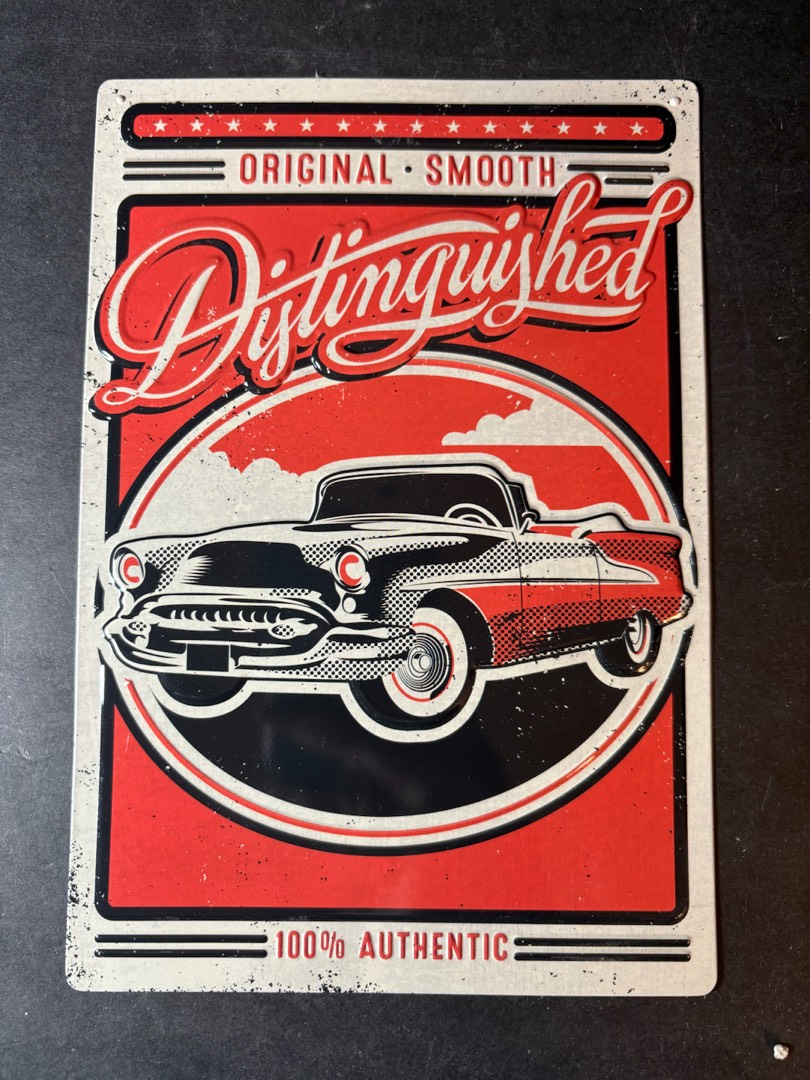 ORIGINAL · SMOOTH
Distinguished
100% AUTHENTIC